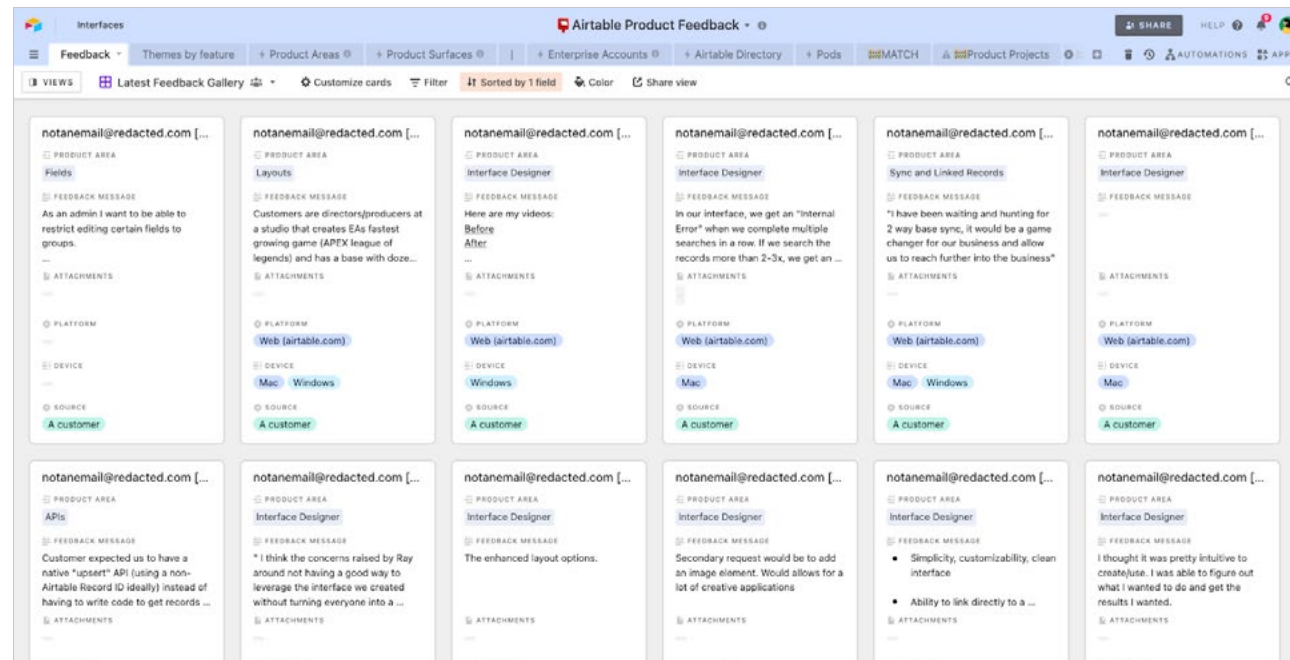 Interfaces
Airtable Product Feedback
SHARE
HELP
Feedback
Themes by feature
+ Product Areas
+ Product Surfaces
+ Enterprise Accounts
+ Airtable Directory
+ Pods
MATCH
Product Projects
AUTOMATIONS
APP
VIEWS
Latest Feedback Gallery
Customize cards
Filter
Sorted by 1 field
Color
Share view
notanemail@redacted.com [...
PRODUCT AREA
Fields
FEEDBACK MESSAGE
As an admin I want to be able to
restrict editing certain fields to
groups.
...
ATTACHMENTS
PLATFORM
DEVICE
SOURCE
A customer
notanemail@redacted.com [...
PRODUCT AREA
Layouts
FEEDBACK MESSAGE
Customers are directors/producers at
a studio that creates EAs fastest
growing game (APEX league of
legends) and has a base with doze...
ATTACHMENTS
PLATFORM
Web (airtable.com)
DEVICE
Mac Windows
SOURCE
A customer
notanemail@redacted.com [...
PRODUCT AREA
Interface Designer
FEEDBACK MESSAGE
Here are my videos:
Before
After
...
ATTACHMENTS
PLATFORM
Web (airtable.com)
DEVICE
Windows
SOURCE
A customer
notanemail@redacted.com [...
PRODUCT AREA
Interface Designer
FEEDBACK MESSAGE
In our interface, we get an "Internal
Error" when we complete multiple
searches in a row. If we search the
records more than 2-3x, we get an ...
ATTACHMENTS
PLATFORM
Web (airtable.com)
DEVICE
Mac
SOURCE
A customer
notanemail@redacted.com [...
PRODUCT AREA
Sync and Linked Records
FEEDBACK MESSAGE
"I have been waiting and hunting for
2 way base sync, it would be a game
changer for our business and allow
us to reach further into the business"
ATTACHMENTS
PLATFORM
Web (airtable.com)
DEVICE
Mac Windows
SOURCE
A customer
notanemail@redacted.com [...
PRODUCT AREA
Interface Designer
FEEDBACK MESSAGE
ATTACHMENTS
PLATFORM
Web (airtable.com)
DEVICE
Mac
SOURCE
A customer
notanemail@redacted.com [...
PRODUCT AREA
APIs
FEEDBACK MESSAGE
Customer expected us to have a
native "upsert" API (using a non-
Airtable Record ID ideally) instead of
having to write code to get records ...
ATTACHMENTS
notanemail@redacted.com [...
PRODUCT AREA
Interface Designer
FEEDBACK MESSAGE
" I think the concerns raised by Ray
around not having a good way to
leverage the interface we created
without turning everyone into a ...
ATTACHMENTS
notanemail@redacted.com [...
PRODUCT AREA
Interface Designer
FEEDBACK MESSAGE
The enhanced layout options.
ATTACHMENTS
notanemail@redacted.com [...
PRODUCT AREA
Interface Designer
FEEDBACK MESSAGE
Secondary request would be to add
an image element. Would allows for a
lot of creative applications
ATTACHMENTS
notanemail@redacted.com [...
PRODUCT AREA
Interface Designer
FEEDBACK MESSAGE
• Simplicity, customizability, clean
interface
• Ability to link directly to a ...
ATTACHMENTS
notanemail@redacted.com [...
PRODUCT AREA
Interface Designer
FEEDBACK MESSAGE
I thought it was pretty intuitive to
create/use. I was able to figure out
what I wanted to do and get the
results I wanted.
ATTACHMENTS